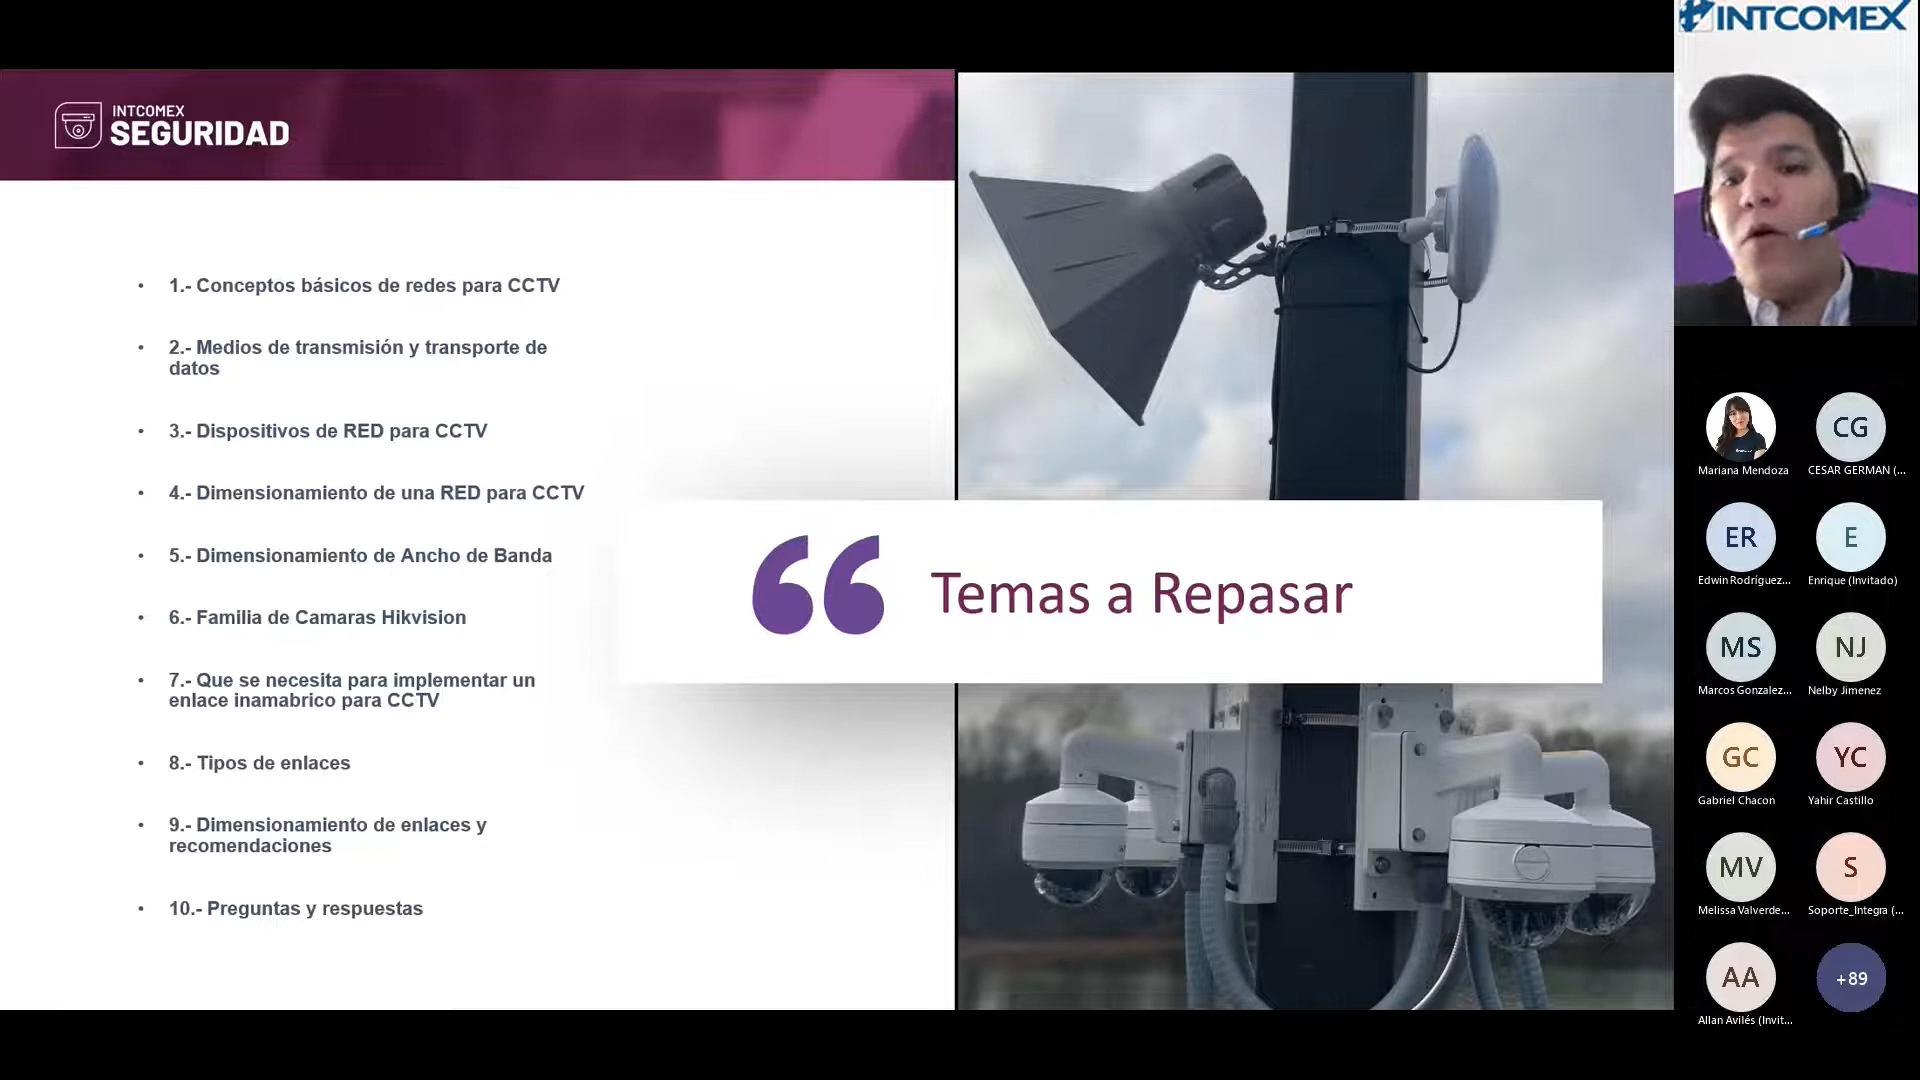 INTCOMEX
SEGURIDAD
• 1.- Conceptos básicos de redes para CCTV
• 2.- Medios de transmisión y transporte de
datos
• 3.- Dispositivos de RED para CCTV
• 4.- Dimensionamiento de una RED para CCTV
• 5.- Dimensionamiento de Ancho de Banda
• 6.- Familia de Camaras Hikvision
• 7.- Que se necesita para implementar un
enlace inamabrico para CCTV
• 8.- Tipos de enlaces
• 9.- Dimensionamiento de enlaces y
recomendaciones
• 10.- Preguntas y respuestas
“ Temas a Repasar
INTCOMEX
Mariana Mendoza
CG
CESAR GERMAN (...
ER
Edwin Rodríguez...
E
Enrique (Invitado)
MS
Marcos Gonzalez...
NJ
Nelby Jimenez
GC
Gabriel Chacon
YC
Yahir Castillo
MV
Melissa Valverde...
S
Soporte_Integra (...
AA
Allan Avilés (Invit...
+89